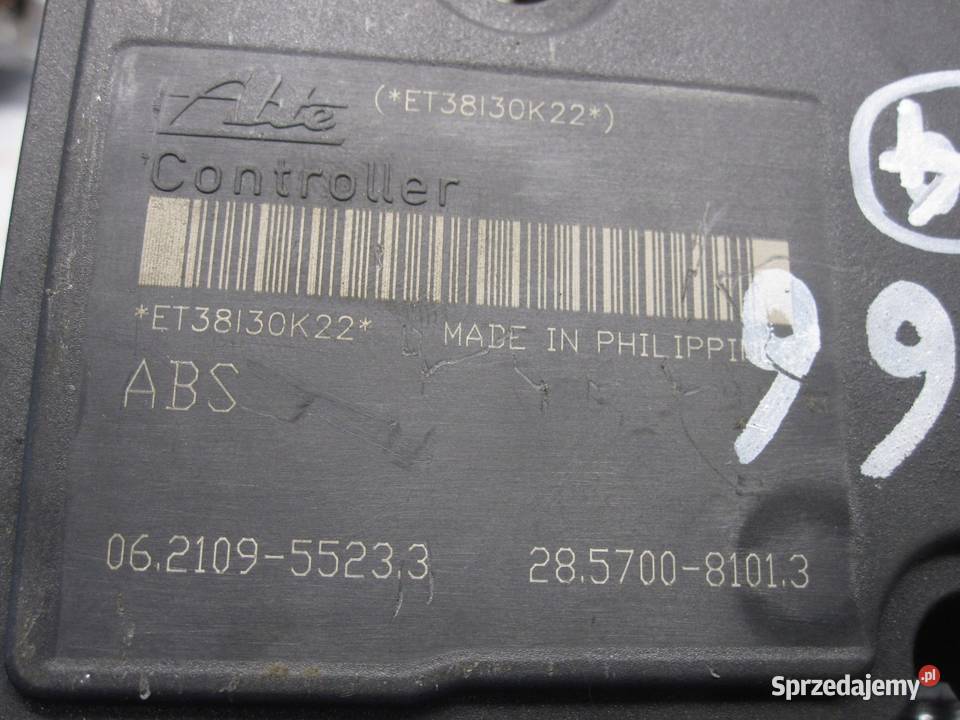 Ate (*ET38130K22*)
Controller
*ET38130K22* MADE IN PHILIPPIN
ABS
06.2109-5523.3 28.5700-8101.3
4
99
Sprzedajemy.pl